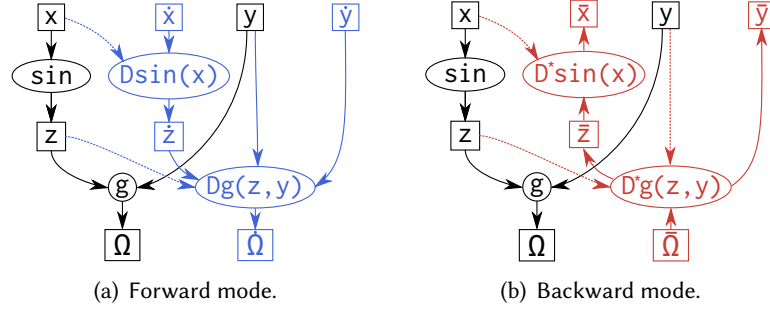 x ẋ y ẏ
sin Dsin(x)
z ż
g Dg(z,y)
Ω Ω̇
(a) Forward mode.
x x̄ y ȳ
sin D*sin(x)
z z̄
g D*g(z,y)
Ω Ω̄
(b) Backward mode.